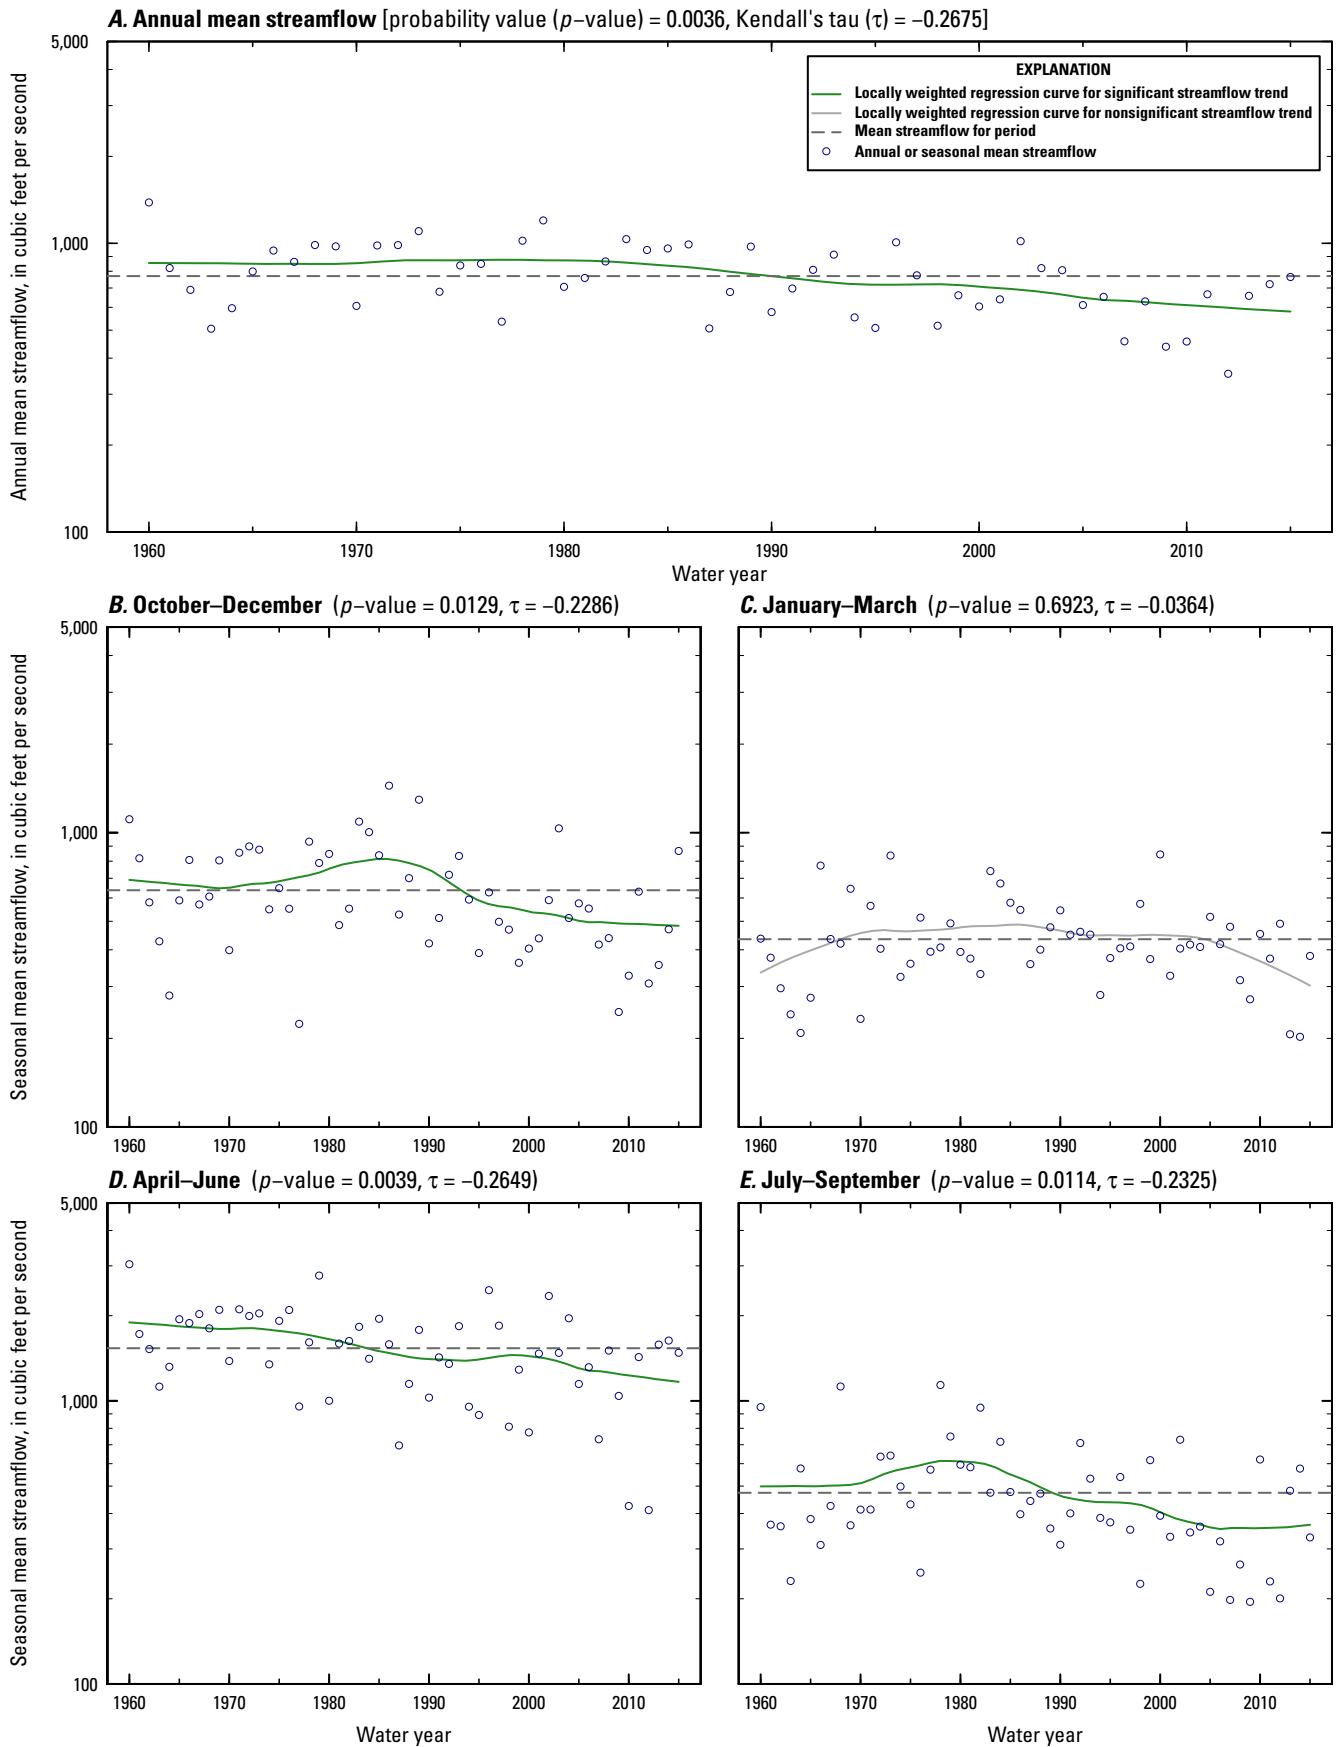 A. Annual mean streamflow [probability value (p−value) = 0.0036, Kendall's tau (τ) = −0.2675]
5,000
1,000
100
Annual mean streamflow, in cubic feet per second
EXPLANATION
Locally weighted regression curve for significant streamflow trend
Locally weighted regression curve for nonsignificant streamflow trend
Mean streamflow for period
Annual or seasonal mean streamflow
1960 1970 1980 1990 2000 2010
Water year
B. October–December (p−value = 0.0129, τ = −0.2286)
5,000
1,000
100
Seasonal mean streamflow, in cubic feet per second
1960 1970 1980 1990 2000 2010
C. January–March (p−value = 0.6923, τ = −0.0364)
1960 1970 1980 1990 2000 2010
D. April–June (p−value = 0.0039, τ = −0.2649)
5,000
1,000
100
Seasonal mean streamflow, in cubic feet per second
1960 1970 1980 1990 2000 2010
Water year
E. July–September (p−value = 0.0114, τ = −0.2325)
1960 1970 1980 1990 2000 2010
Water year